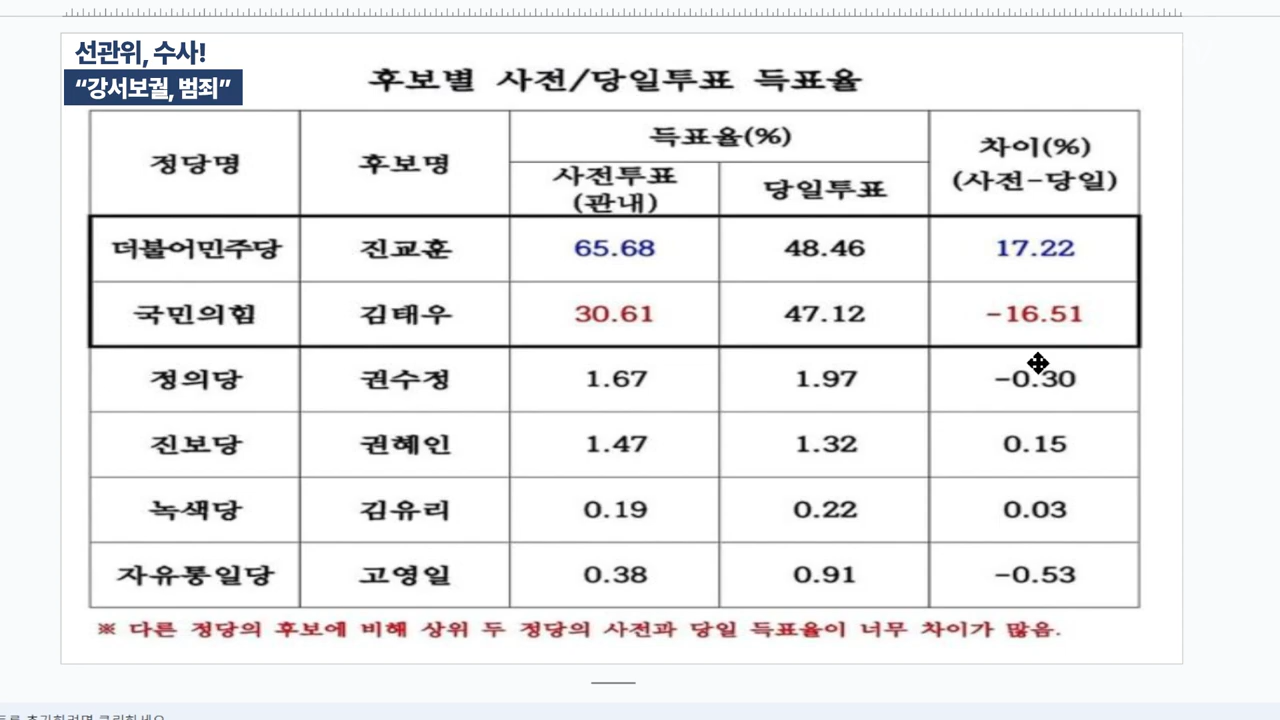 선관위, 수사!
“강서보궐, 범죄”
후보별 사전/당일투표 득표율
정당명 후보명 득표율(%) 차이(%)
(사전-당일)
사전투표
(관내) 당일투표
더불어민주당 진교훈 65.68 48.46 17.22
국민의힘 김태우 30.61 47.12 -16.51
정의당 권수정 1.67 1.97 -0.30
진보당 권혜인 1.47 1.32 0.15
녹색당 김유리 0.19 0.22 0.03
자유통일당 고영일 0.38 0.91 -0.53
※ 다른 정당의 후보에 비해 상위 두 정당의 사전과 당일 득표율이 너무 차이가 많음.